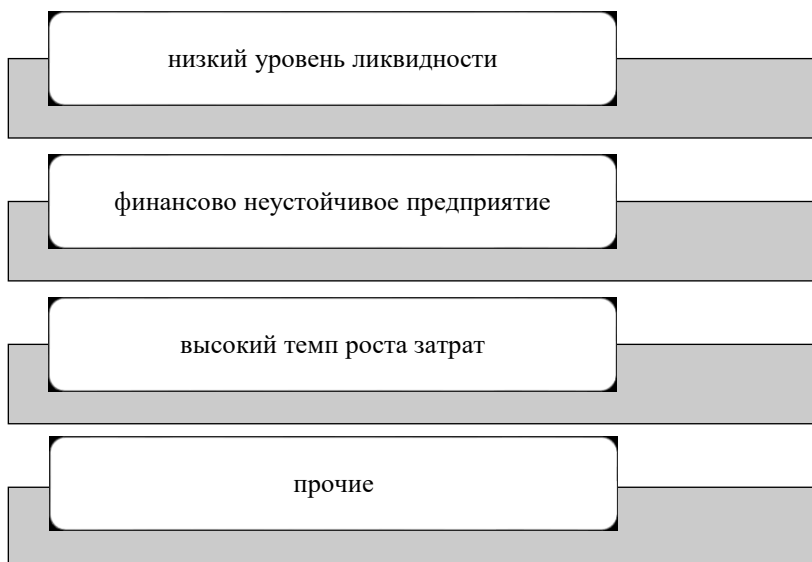 низкий уровень ликвидности
финансово неустойчивое предприятие
высокий темп роста затрат
прочие